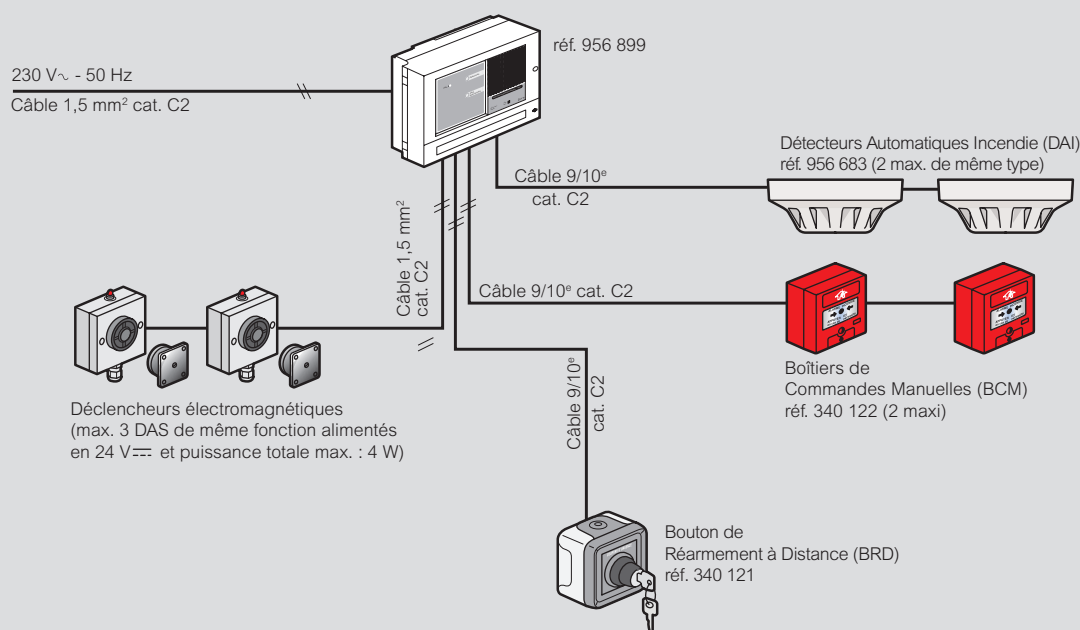 réf. 956 899
230 V~ - 50 Hz
Câble 1,5 mm² cat. C2
Détecteurs Automatiques Incendie (DAI)
réf. 956 683 (2 max. de même type)
Câble 9/10ᵉ
cat. C2
Câble 1,5 mm²
cat. C2
Câble 9/10ᵉ cat. C2
Boîtiers de
Commandes Manuelles (BCM)
réf. 340 122 (2 maxi)
Déclencheurs électromagnétiques
(max. 3 DAS de même fonction alimentés
en 24 V⎓ et puissance totale max. : 4 W)
Câble 9/10ᵉ
cat. C2
Bouton de
Réarmement à Distance (BRD)
réf. 340 121